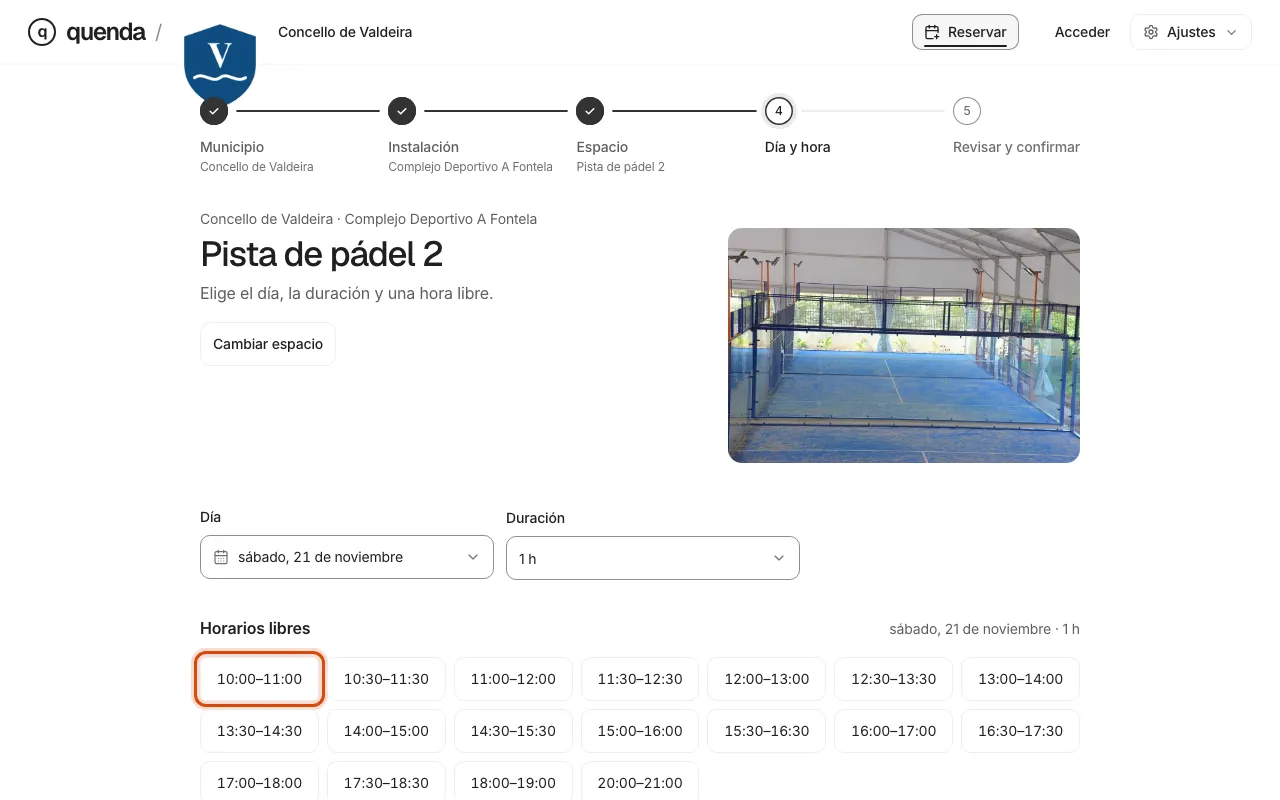 q quenda / Concello de Valdeira Reservar Acceder Ajustes
V
4 5
Municipio Instalación Espacio Día y hora Revisar y confirmar
Concello de Valdeira Complejo Deportivo A Fontela Pista de pádel 2
Concello de Valdeira · Complejo Deportivo A Fontela
Pista de pádel 2
Elige el día, la duración y una hora libre.
Cambiar espacio
Día Duración
sábado, 21 de noviembre 1 h
Horarios libres sábado, 21 de noviembre · 1 h
10:00–11:00 10:30–11:30 11:00–12:00 11:30–12:30 12:00–13:00 12:30–13:30 13:00–14:00
13:30–14:30 14:00–15:00 14:30–15:30 15:00–16:00 15:30–16:30 16:00–17:00 16:30–17:30
17:00–18:00 17:30–18:30 18:00–19:00 20:00–21:00